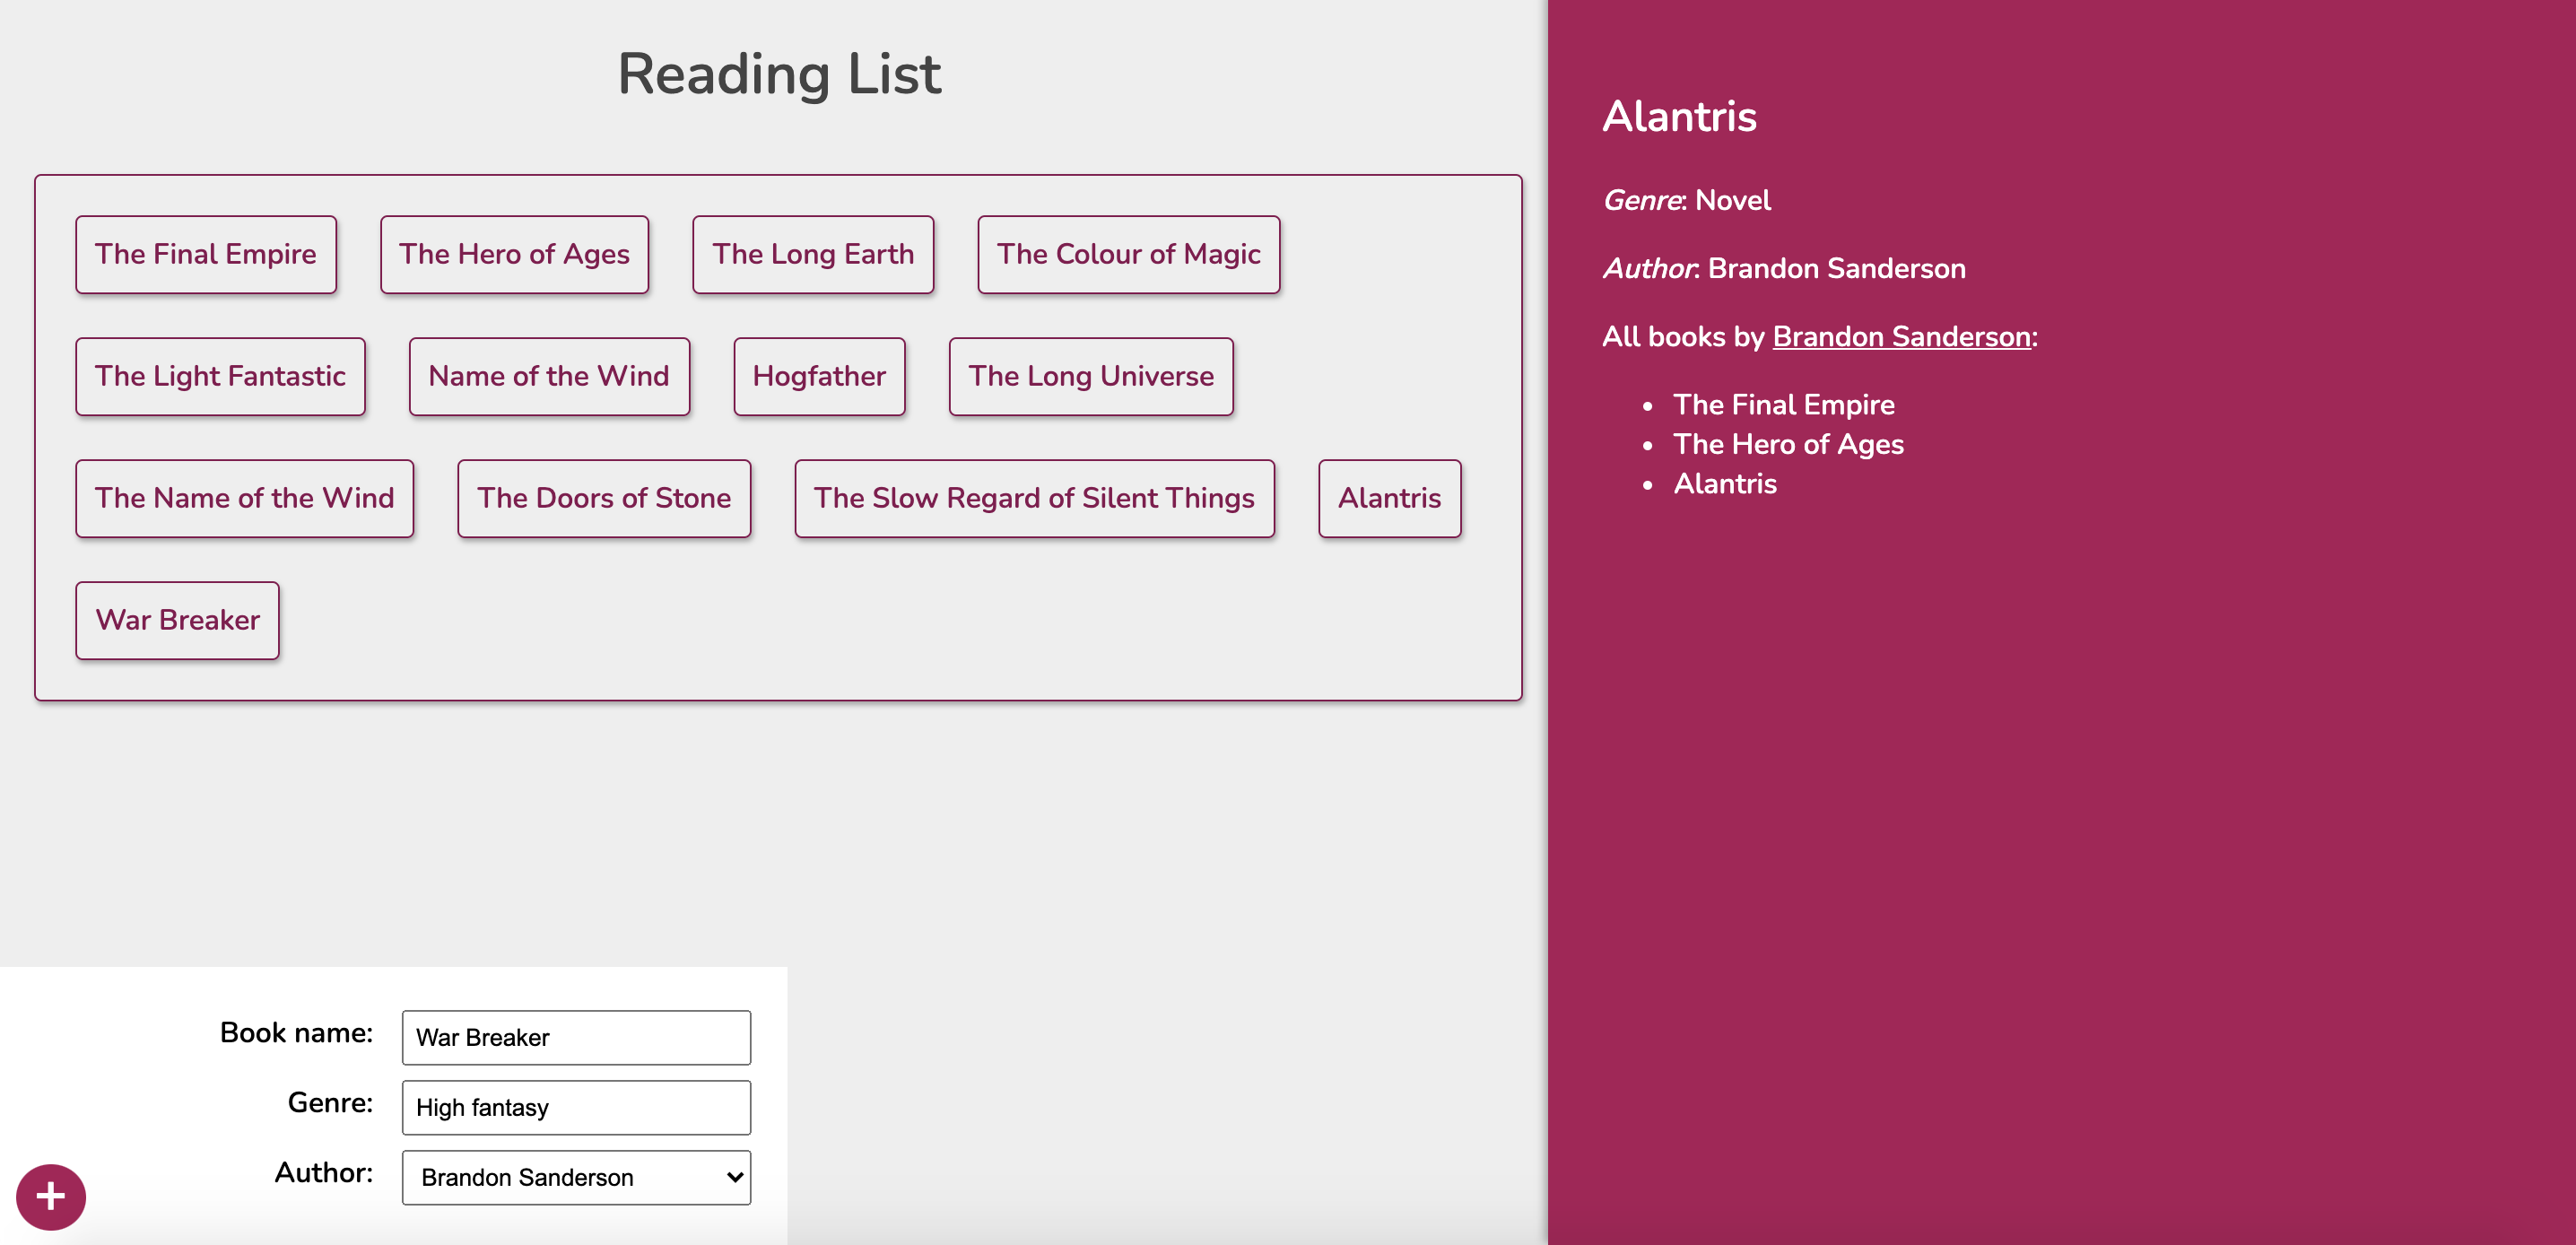 Reading List
The Final Empire
The Hero of Ages
The Long Earth
The Colour of Magic
The Light Fantastic
Name of the Wind
Hogfather
The Long Universe
The Name of the Wind
The Doors of Stone
The Slow Regard of Silent Things
Alantris
War Breaker
Book name: War Breaker
Genre: High fantasy
Author: Brandon Sanderson
+
Alantris
Genre: Novel
Author: Brandon Sanderson
All books by Brandon Sanderson:
• The Final Empire
• The Hero of Ages
• Alantris